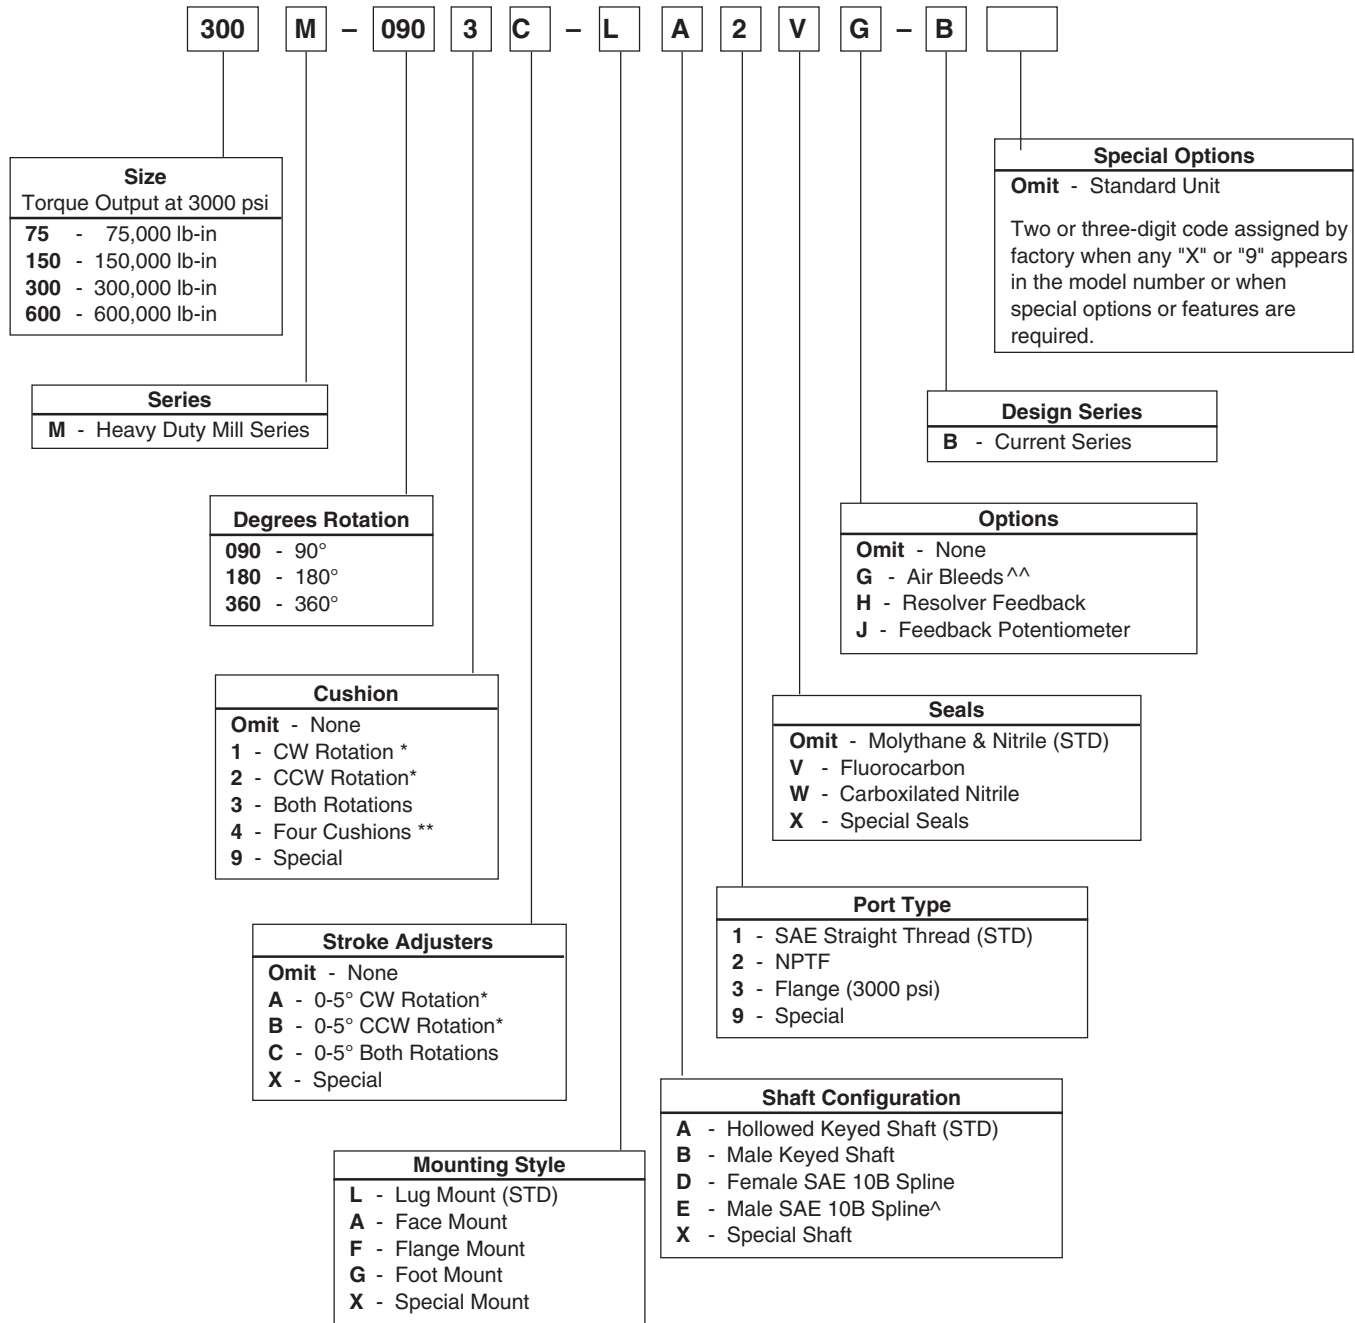 300 M – 090 3 C – L A 2 V G – B
Size
Torque Output at 3000 psi
75 - 75,000 lb-in
150 - 150,000 lb-in
300 - 300,000 lb-in
600 - 600,000 lb-in
Special Options
Omit - Standard Unit
Two or three-digit code assigned by
factory when any "X" or "9" appears
in the model number or when
special options or features are
required.
Series
M - Heavy Duty Mill Series
Design Series
B - Current Series
Degrees Rotation
090 - 90°
180 - 180°
360 - 360°
Options
Omit - None
G - Air Bleeds^^
H - Resolver Feedback
J - Feedback Potentiometer
Cushion
Omit - None
1 - CW Rotation *
2 - CCW Rotation*
3 - Both Rotations
4 - Four Cushions **
9 - Special
Seals
Omit - Molythane & Nitrile (STD)
V - Fluorocarbon
W - Carboxilated Nitrile
X - Special Seals
Stroke Adjusters
Omit - None
A - 0-5° CW Rotation*
B - 0-5° CCW Rotation*
C - 0-5° Both Rotations
X - Special
Port Type
1 - SAE Straight Thread (STD)
2 - NPTF
3 - Flange (3000 psi)
9 - Special
Shaft Configuration
A - Hollowed Keyed Shaft (STD)
B - Male Keyed Shaft
D - Female SAE 10B Spline
E - Male SAE 10B Spline^
X - Special Shaft
Mounting Style
L - Lug Mount (STD)
A - Face Mount
F - Flange Mount
G - Foot Mount
X - Special Mount